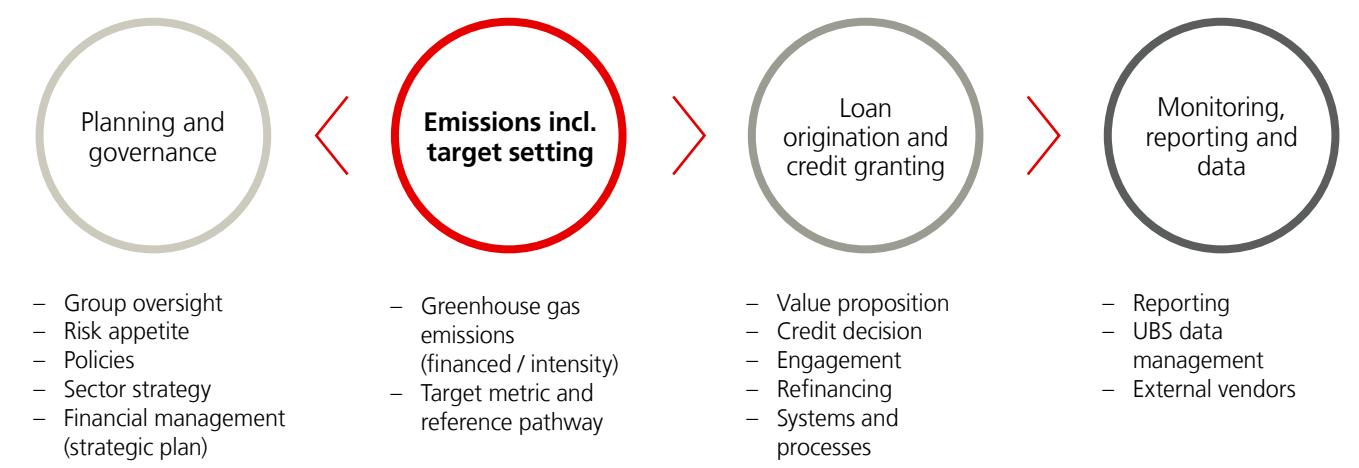 Planning and
governance
Emissions incl.
target setting
Loan
origination and
credit granting
Monitoring,
reporting and
data
– Group oversight
– Risk appetite
– Policies
– Sector strategy
– Financial management
(strategic plan)
– Greenhouse gas
emissions
(financed / intensity)
– Target metric and
reference pathway
– Value proposition
– Credit decision
– Engagement
– Refinancing
– Systems and
processes
– Reporting
– UBS data
management
– External vendors